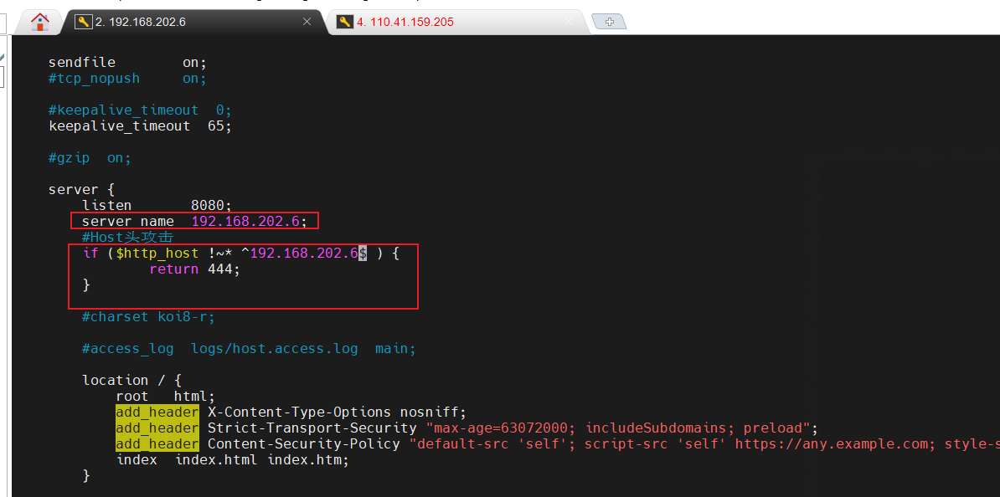 2. 192.168.202.6
4. 110.41.159.205
sendfile        on;
#tcp_nopush     on;
#keepalive_timeout  0;
keepalive_timeout  65;
#gzip  on;
server {
listen       8080;
server_name  192.168.202.6;
#Host头攻击
if ($http_host !~* ^192.168.202.6$ ) {
return 444;
}
#charset koi8-r;
#access_log  logs/host.access.log  main;
location / {
root   html;
add_header X-Content-Type-Options nosniff;
add_header Strict-Transport-Security "max-age=63072000; includeSubdomains; preload";
add_header Content-Security-Policy "default-src 'self'; script-src 'self' https://any.example.com; style-s
index  index.html index.htm;
}